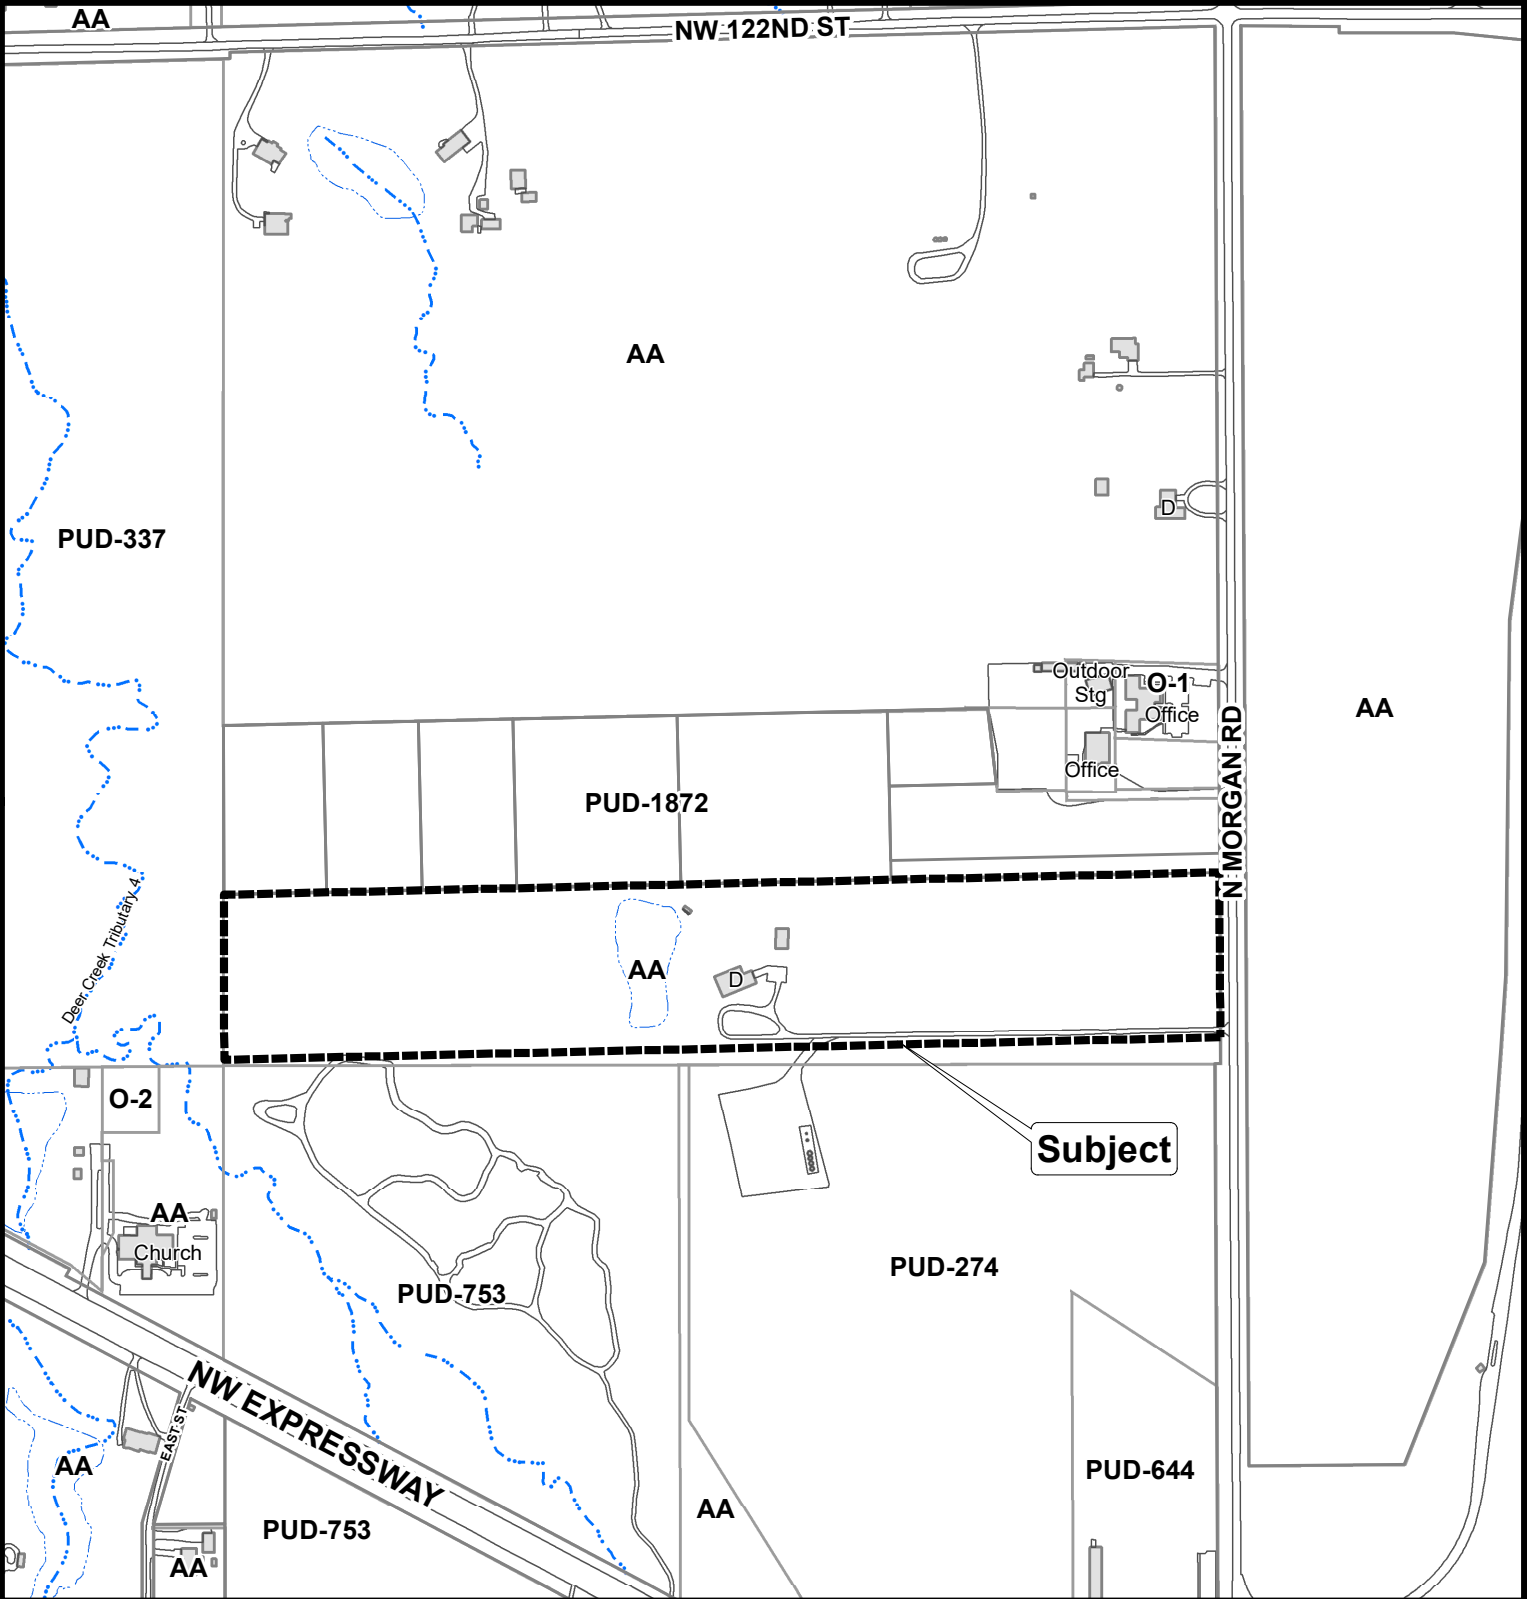 AA
NW 122ND ST
AA
PUD-337
D
Outdoor
Stg
O-1
Office
Office
N MORGAN RD
AA
PUD-1872
Deer Creek Tributary 4
AA
D
O-2
Subject
AA
Church
PUD-753
PUD-274
NW EXPRESSWAY
EAST ST
AA
PUD-644
AA
PUD-753
AA